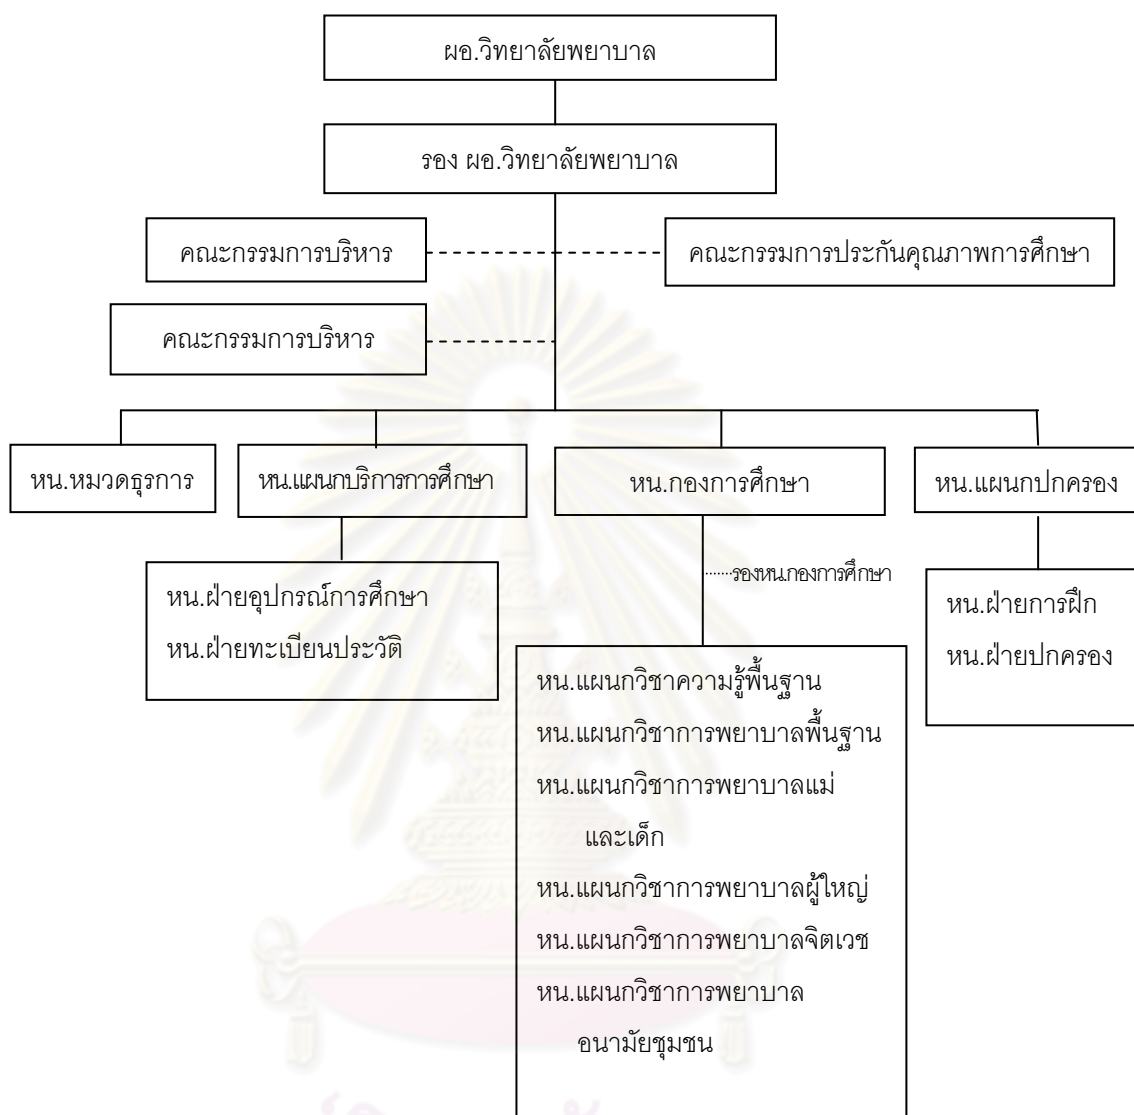 ผอ.วิทยาลัยพยาบาล
รอง ผอ.วิทยาลัยพยาบาล
คณะกรรมการบริหาร
คณะกรรมการประกันคุณภาพการศึกษา
คณะกรรมการบริหาร
หน.หมวดธุรการ
หน.แผนกบริการการศึกษา
หน.กองการศึกษา
หน.แผนกปกครอง
หน.ฝ่ายอุปกรณ์การศึกษา
หน.ฝ่ายทะเบียนประวัติ
รองหน.กองการศึกษา
หน.ฝ่ายการฝึก
หน.ฝ่ายปกครอง
หน.แผนกวิชาความรู้พื้นฐาน
หน.แผนกวิชาการพยาบาลพื้นฐาน
หน.แผนกวิชาการพยาบาลแม่
และเด็ก
หน.แผนกวิชาการพยาบาลผู้ใหญ่
หน.แผนกวิชาการพยาบาลจิตเวช
หน.แผนกวิชาการพยาบาล
อนามัยชุมชน